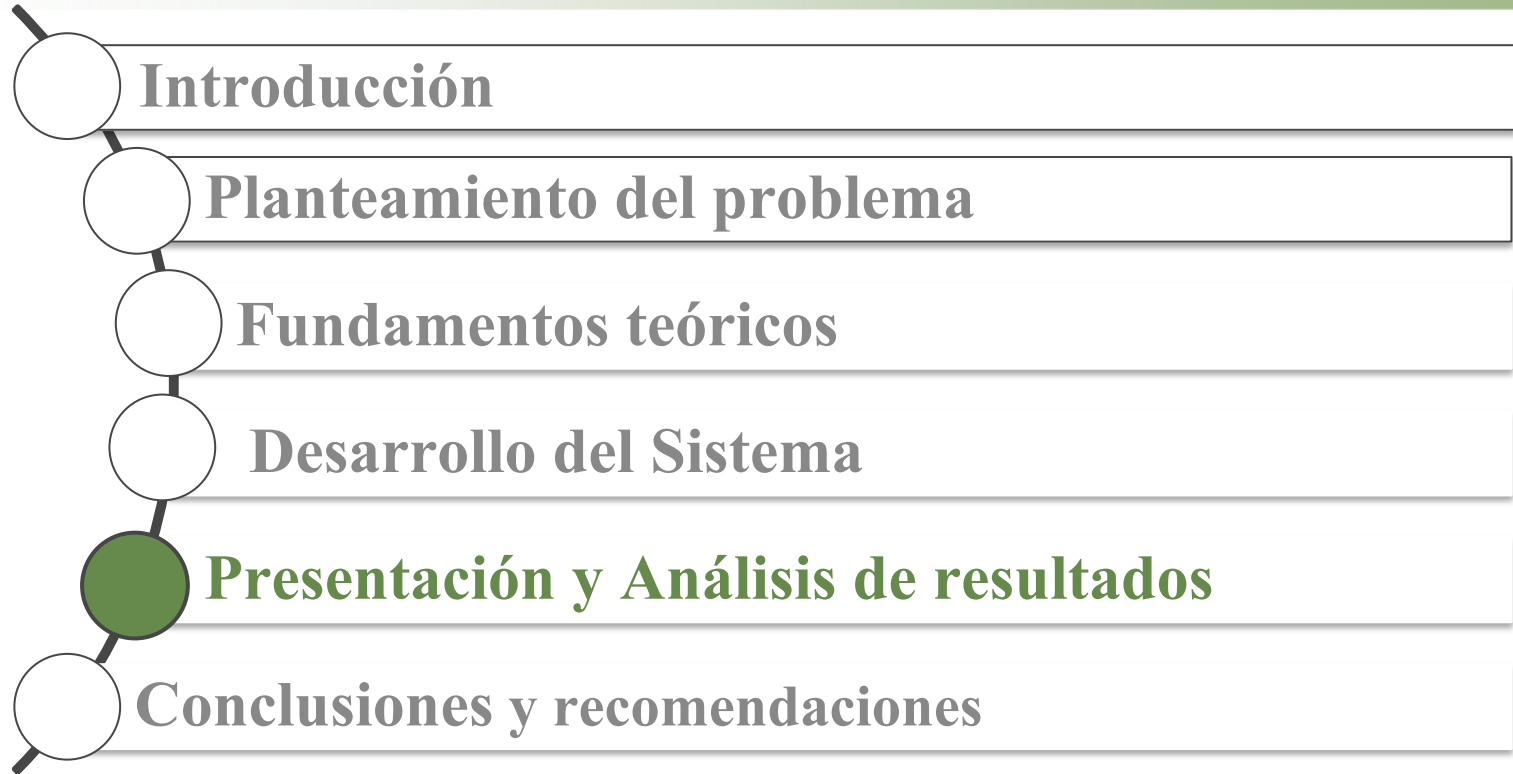 Introducción
Planteamiento del problema
Fundamentos teóricos
Desarrollo del Sistema
Presentación y Análisis de resultados
Conclusiones y recomendaciones